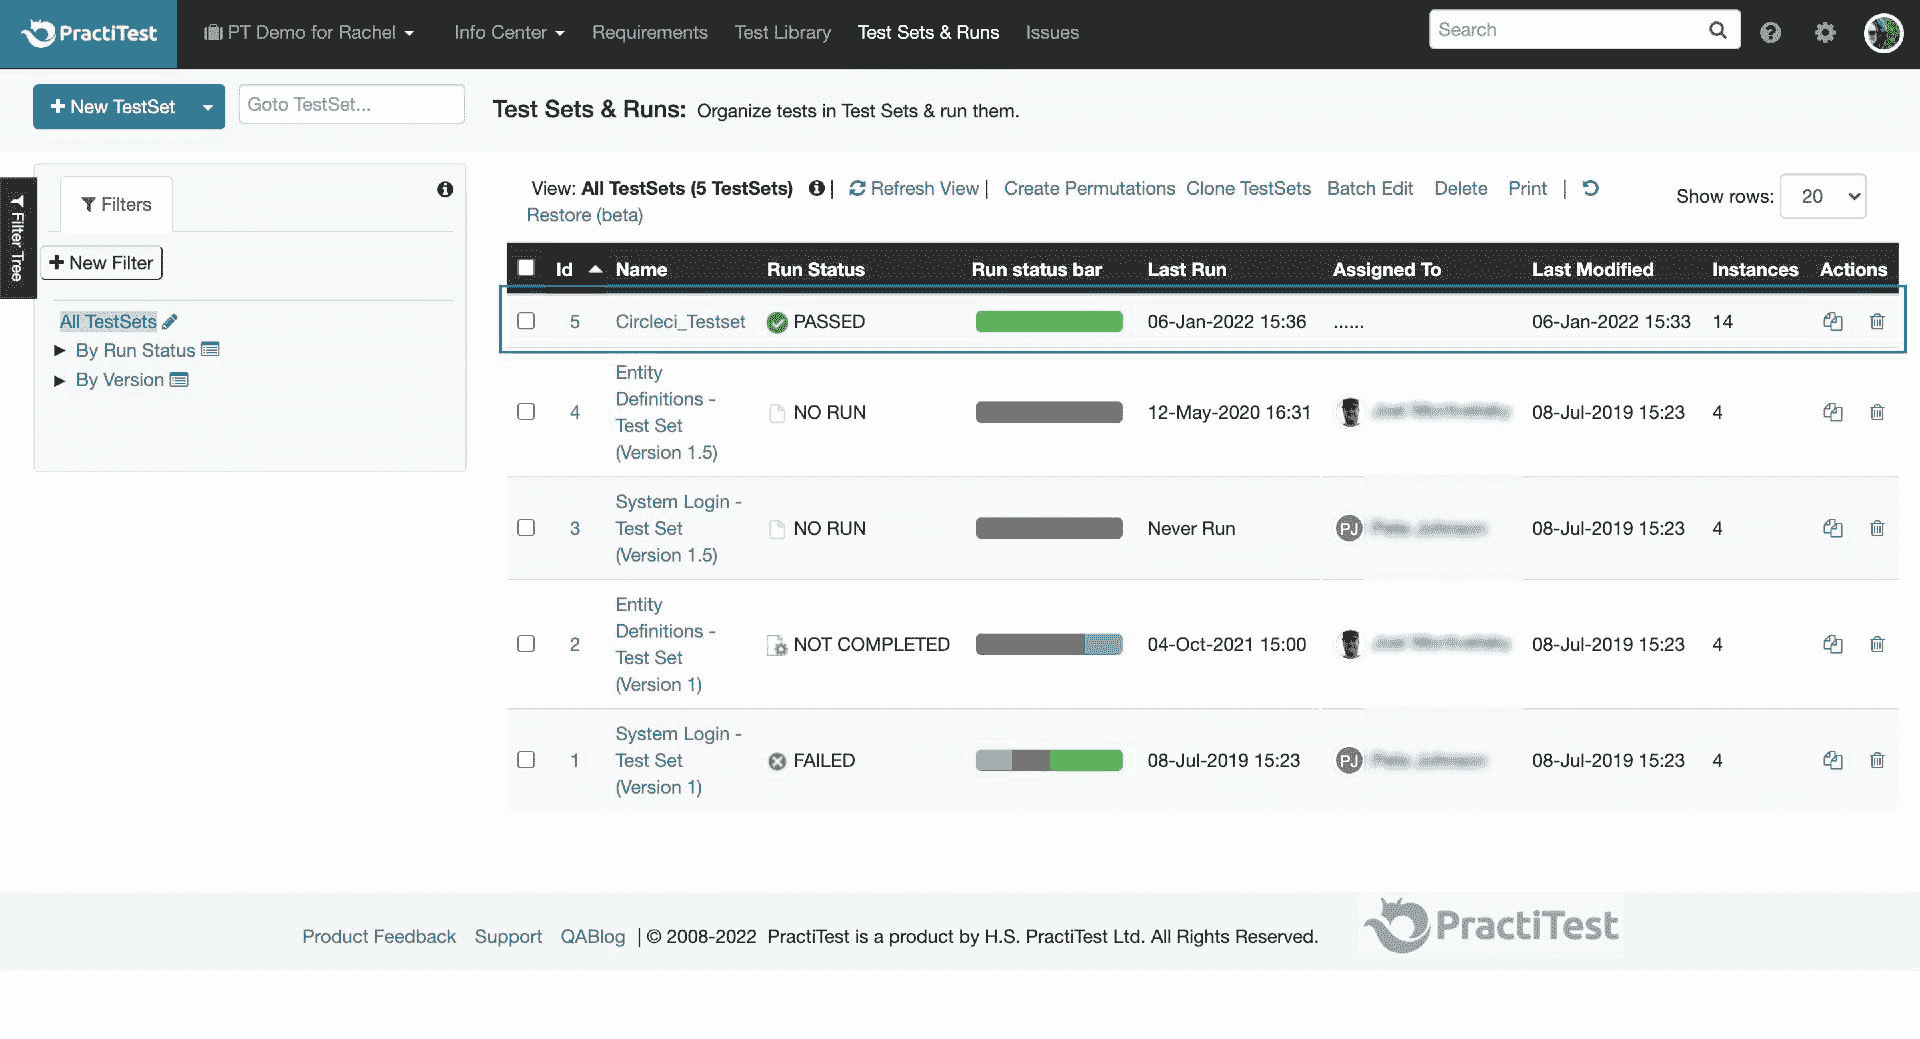 PractiTest
PT Demo for Rachel
Info Center
Requirements
Test Library
Test Sets & Runs
Issues
Search
+ New TestSet
Goto TestSet...
Test Sets & Runs: Organize tests in Test Sets & run them.
Filter Tree
Filters
+ New Filter
All TestSets
By Run Status
By Version
View: All TestSets (5 TestSets) | Refresh View | Create Permutations Clone TestSets Batch Edit Delete Print |
Restore (beta)
Show rows: 20
Id Name Run Status Run status bar Last Run Assigned To Last Modified Instances Actions
5 Circleci_Testset PASSED 06-Jan-2022 15:36 ...... 06-Jan-2022 15:33 14
Entity
Definitions -
4 Test Set NO RUN 12-May-2020 16:31 08-Jul-2019 15:23 4
(Version 1.5)
System Login -
3 Test Set NO RUN Never Run PJ 08-Jul-2019 15:23 4
(Version 1.5)
Entity
Definitions -
2 Test Set NOT COMPLETED 04-Oct-2021 15:00 08-Jul-2019 15:23 4
(Version 1)
System Login -
1 Test Set FAILED 08-Jul-2019 15:23 PJ 08-Jul-2019 15:23 4
(Version 1)
Product Feedback Support QABlog | © 2008-2022 PractiTest is a product by H.S. PractiTest Ltd. All Rights Reserved.
PractiTest